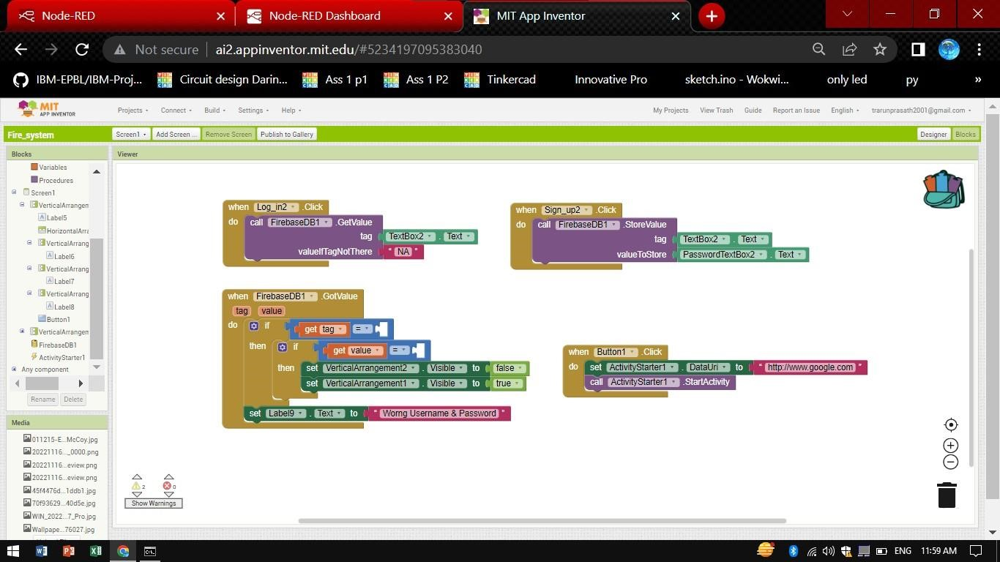 Node-RED
Node-RED Dashboard
MIT App Inventor
Not secure
ai2.appinventor.mit.edu/#5234197095383040
IBM-EPBL/IBM-Proj...
Circuit design Darin...
Ass 1 p1
Ass 1 P2
Tinkercad
Innovative Pro
sketch.ino - Wokwi...
only led
py
»
MIT
APP INVENTOR
Projects
Connect
Build
Settings
Help
My Projects
View Trash
Guide
Report an Issue
English
trarunprasath2001@gmail.com
Fire_system
Screen1
Add Screen ...
Remove Screen
Publish to Gallery
Designer
Blocks
Blocks
Variables
Procedures
Screen1
VerticalArrangem
Label5
HorizontalArra
VerticalArrang
Label6
VerticalArrang
Label7
VerticalArrang
Label8
Button1
VerticalArrangem
FirebaseDB1
ActivityStarter1
Any component
Rename
Delete
Media
011215-E...McCoy.jpg
20221116..._0000.png
20221116...eview.png
20221116...eview.png
45f4476d...1ddb1.jpg
70f93629...40d5e.jpg
WIN_2022...7_Pro.jpg
Wallpape...76027.jpg
Viewer
when Log_in2 .Click
do call FirebaseDB1 .GetValue
tag TextBox2 . Text
valueIfTagNotThere " NA "
when Sign_up2 .Click
do call FirebaseDB1 .StoreValue
tag TextBox2 . Text
valueToStore PasswordTextBox2 . Text
when FirebaseDB1 .GotValue
tag value
do if get tag =
then if get value =
then set VerticalArrangement2 . Visible to false
set VerticalArrangement1 . Visible to true
set Label9 . Text to " Worng Username & Password "
when Button1 .Click
do set ActivityStarter1 . DataUri to " http://www.google.com "
call ActivityStarter1 .StartActivity
2
0
Show Warnings
ENG
11:59 AM